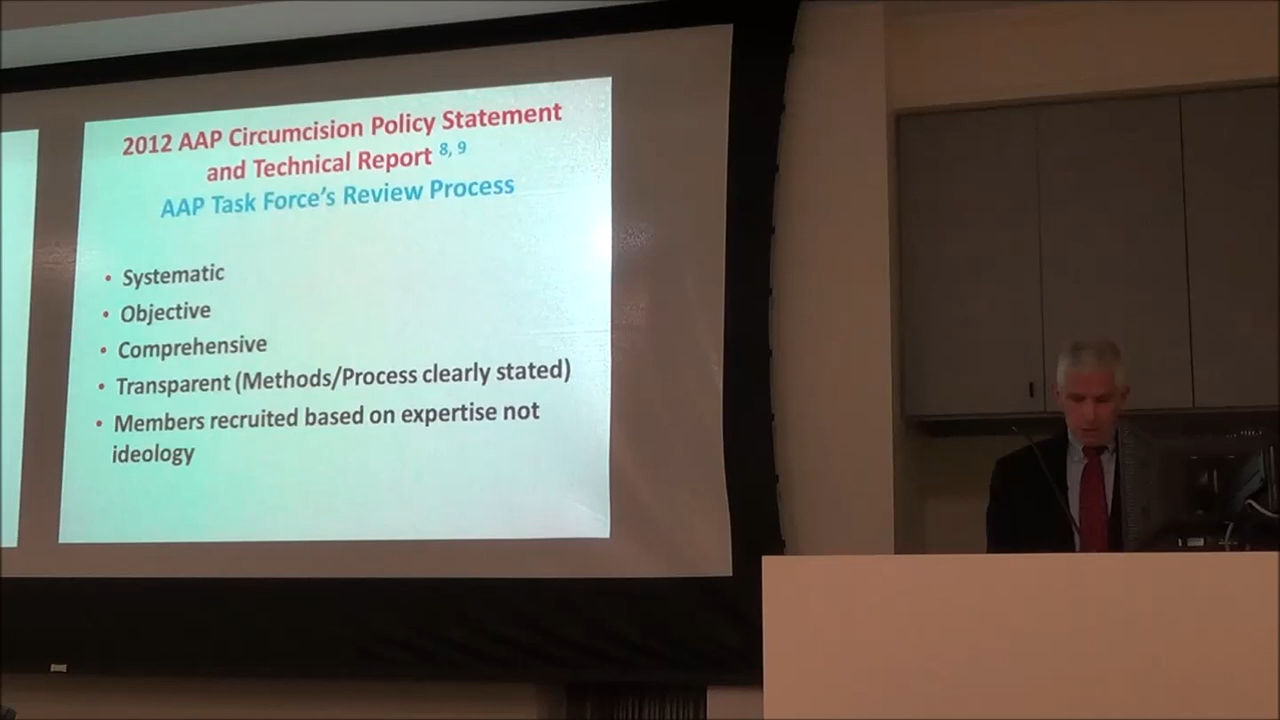 2012 AAP Circumcision Policy Statement
and Technical Report 8, 9
AAP Task Force's Review Process
• Systematic
• Objective
• Comprehensive
• Transparent (Methods/Process clearly stated)
• Members recruited based on expertise not
ideology